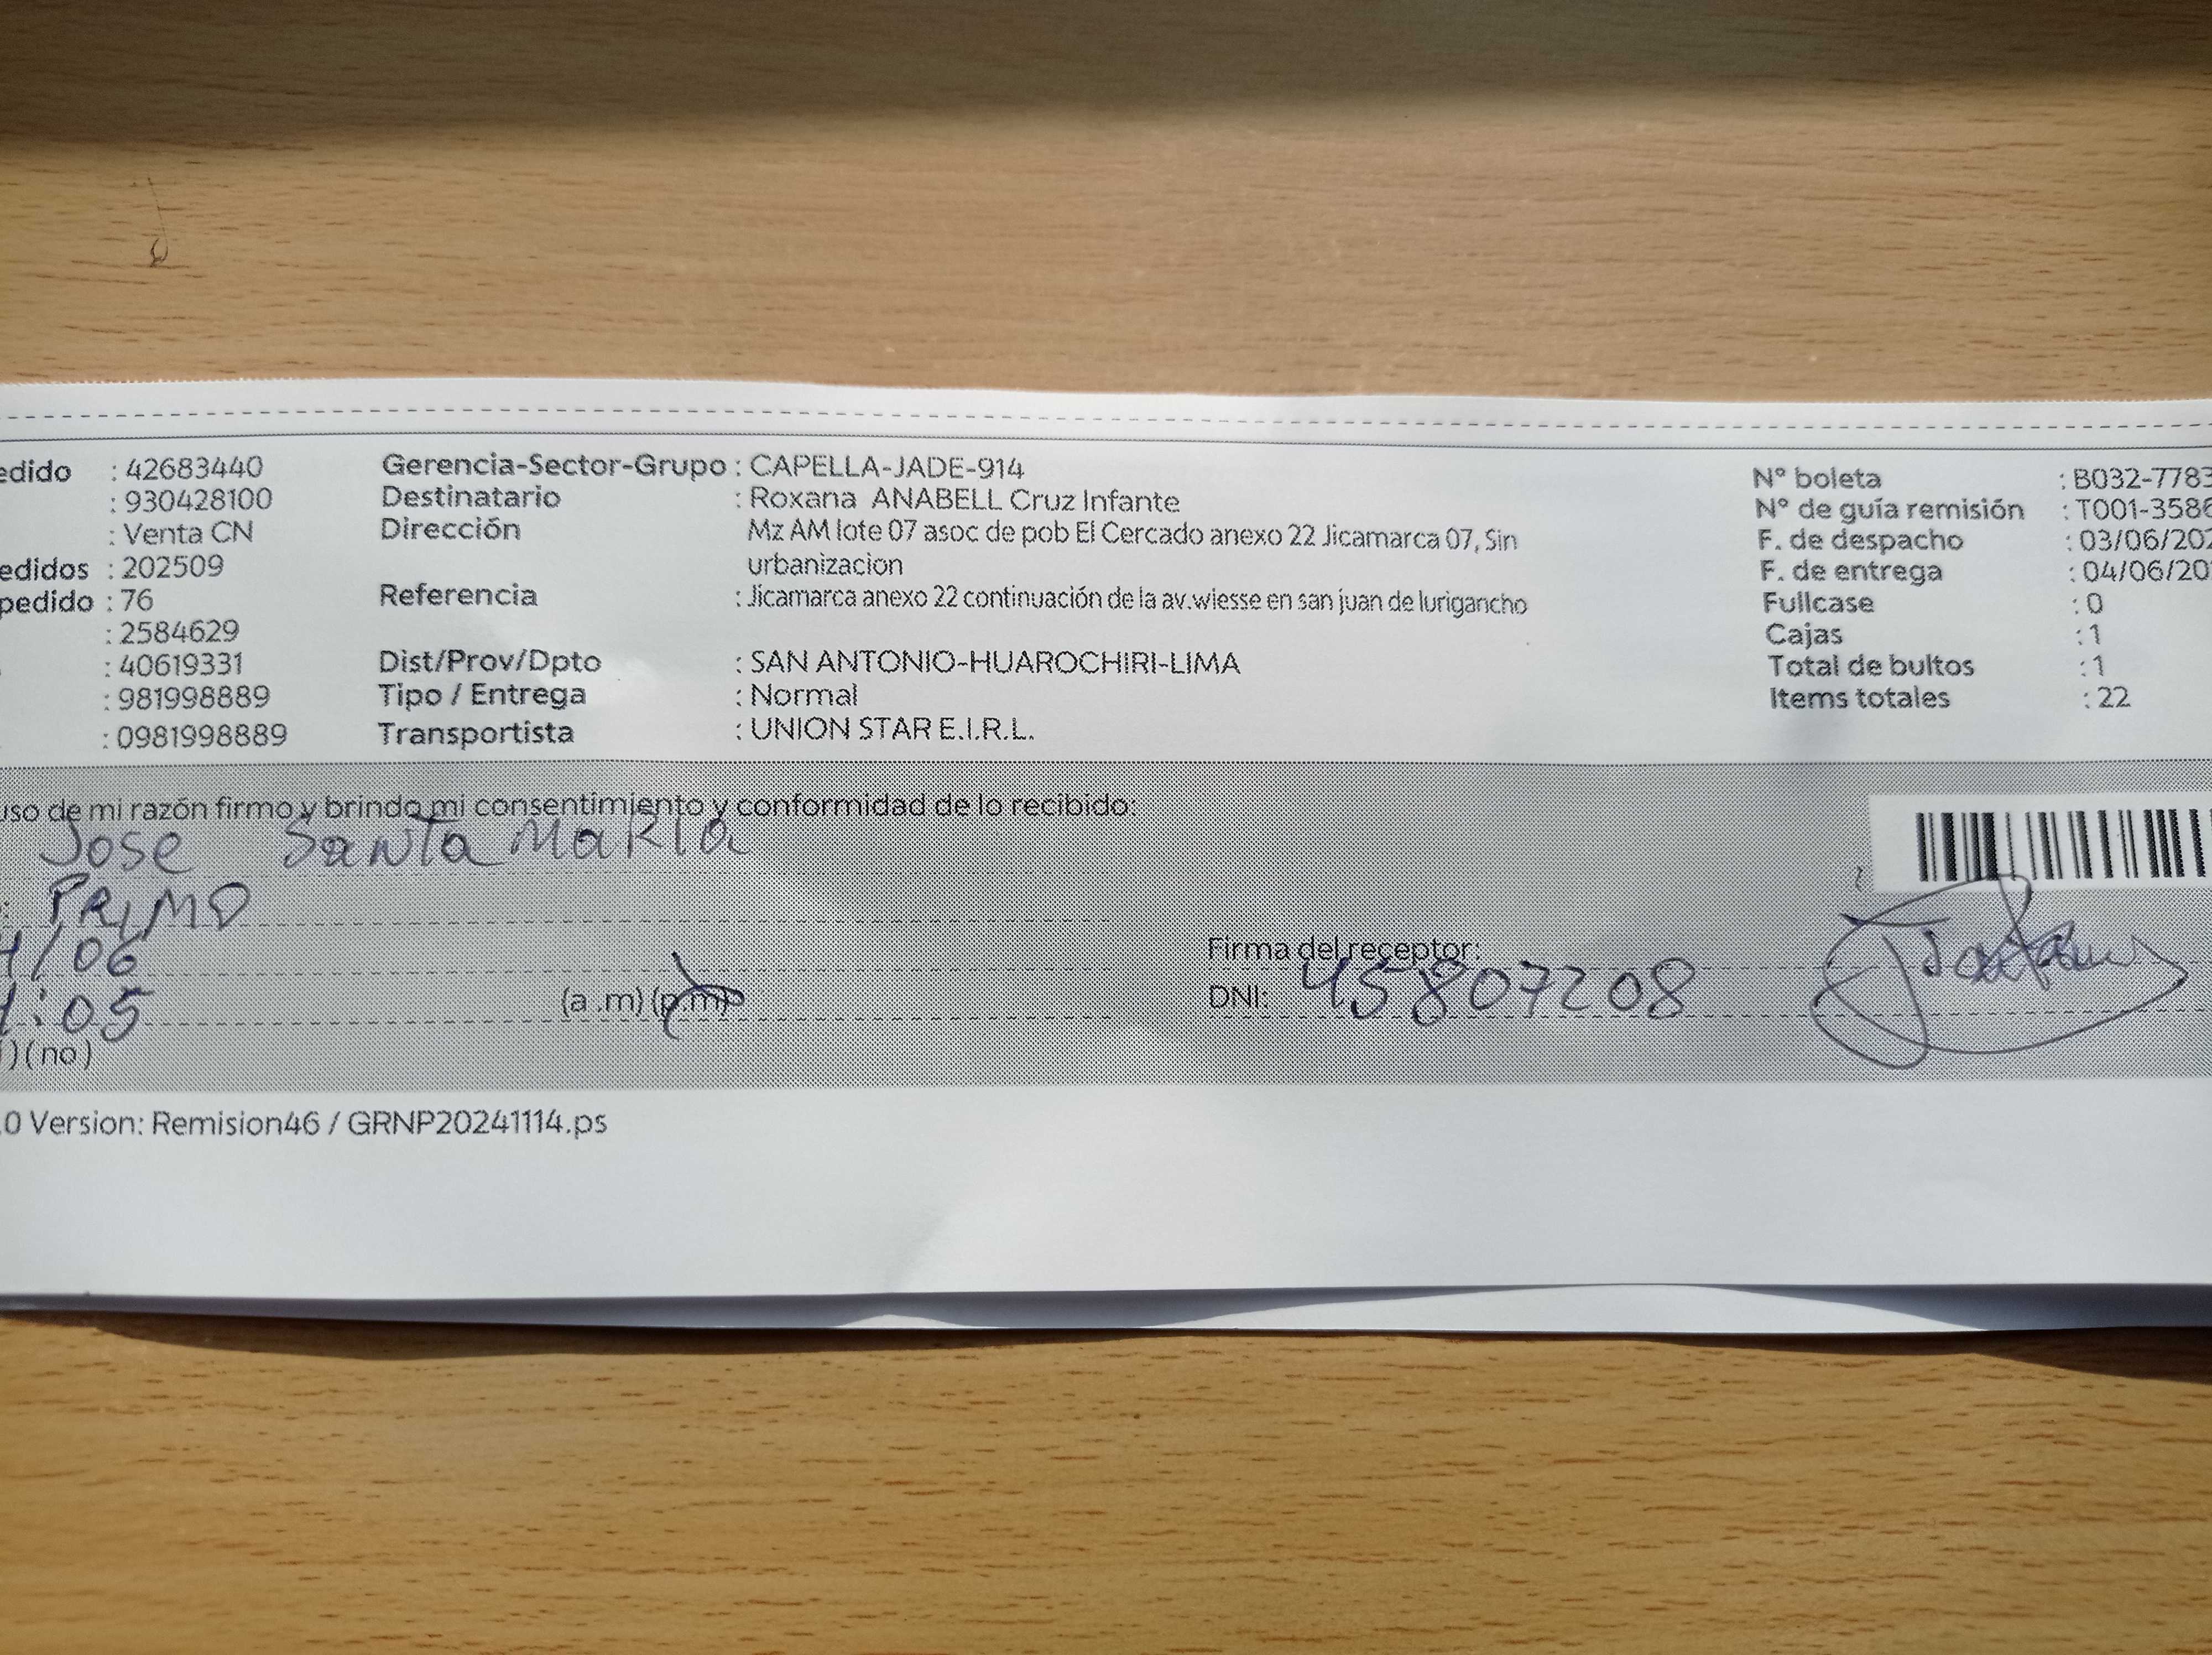 edido : 42683440 Gerencia-Sector-Grupo : CAPELLA-JADE-914 Nº boleta : B032-7783
: 930428100 Destinatario : Roxana ANABELL Cruz Infante Nº de guía remisión : T001-3586
: Venta CN Dirección Mz AM lote 07 asoc de pob El Cercado anexo 22 Jicamarca 07, Sin F. de despacho : 03/06/202
edidos : 202509 urbanizacion F. de entrega : 04/06/20
pedido : 76 Referencia : Jicamarca anexo 22 continuación de la av.wiesse en san juan de lurigancho Fullcase : 0
: 2584629 Cajas : 1
: 40619331 Dist/Prov/Dpto : SAN ANTONIO-HUAROCHIRI-LIMA Total de bultos : 1
: 981998889 Tipo / Entrega : Normal Items totales : 22
: 0981998889 Transportista : UNION STAR E.I.R.L.
uso de mi razón firmo y brindo mi consentimiento y conformidad de lo recibido:
Jose Santa Maria
: PRIMO
/06 Firma del receptor:
:05 (a .m) (p.m) DNI: 45807208
)(no)
.0 Version: Remision46 / GRNP20241114.ps